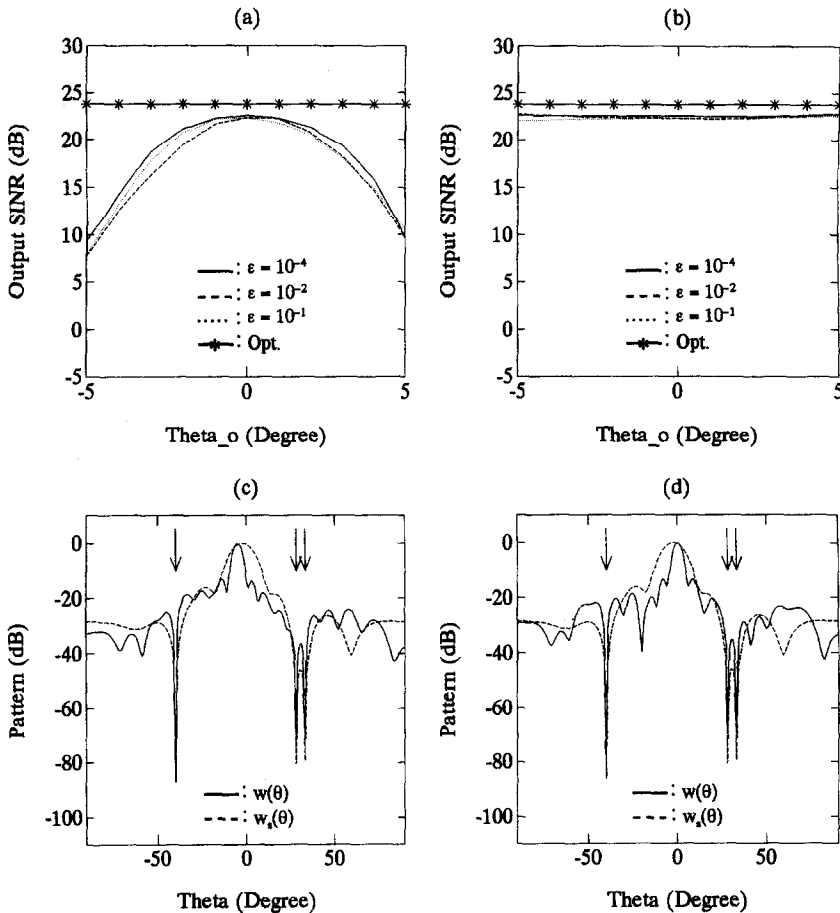 (a)
30
25
20
15
10
5
0
-5
Output SINR (dB)
: ε = 10⁻⁴
: ε = 10⁻²
: ε = 10⁻¹
: Opt.
-5
0
5
Theta_o (Degree)
(b)
30
25
20
15
10
5
0
-5
Output SINR (dB)
: ε = 10⁻⁴
: ε = 10⁻²
: ε = 10⁻¹
: Opt.
-5
0
5
Theta_o (Degree)
(c)
0
-20
-40
-60
-80
-100
Pattern (dB)
: w(θ)
: wₛ(θ)
-50
0
50
Theta (Degree)
(d)
0
-20
-40
-60
-80
-100
Pattern (dB)
: w(θ)
: wₛ(θ)
-50
0
50
Theta (Degree)